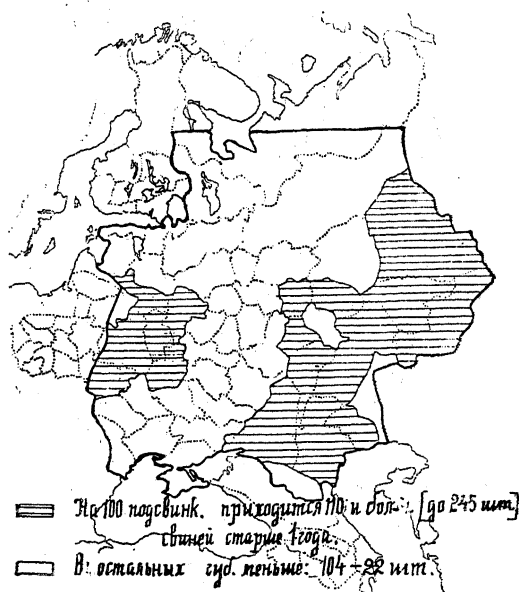 На 100 подсвинк. приходится 110 и бол.. [до 245 шт]
свиней старше 1 года.
В остальных губ. меньше: 104-22 шт.